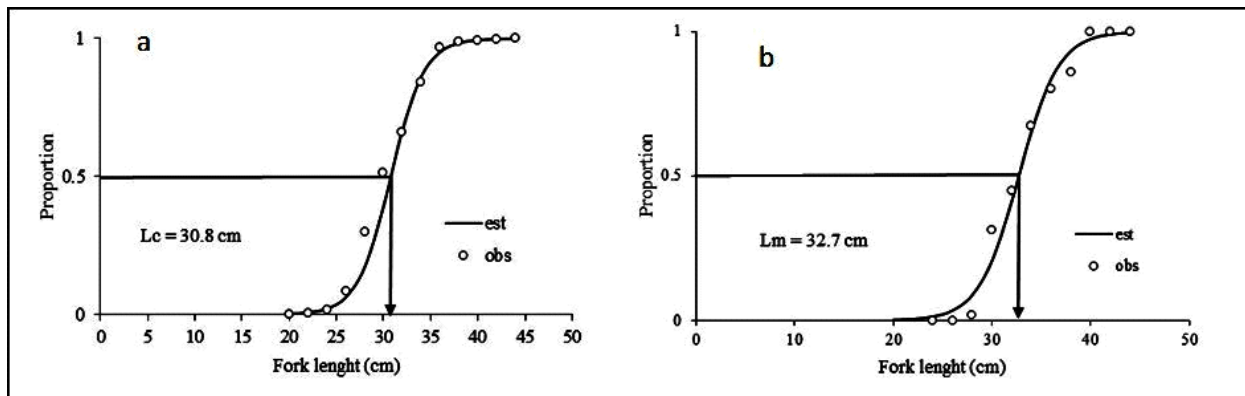 a
1
Proportion
0.5
Lc = 30.8 cm
est
obs
0
0 5 10 15 20 25 30 35 40 45 50
Fork lenght (cm)
b
1
Proportion
0.5
Lm = 32.7 cm
est
obs
0
0 10 20 30 40 50
Fork lenght (cm)